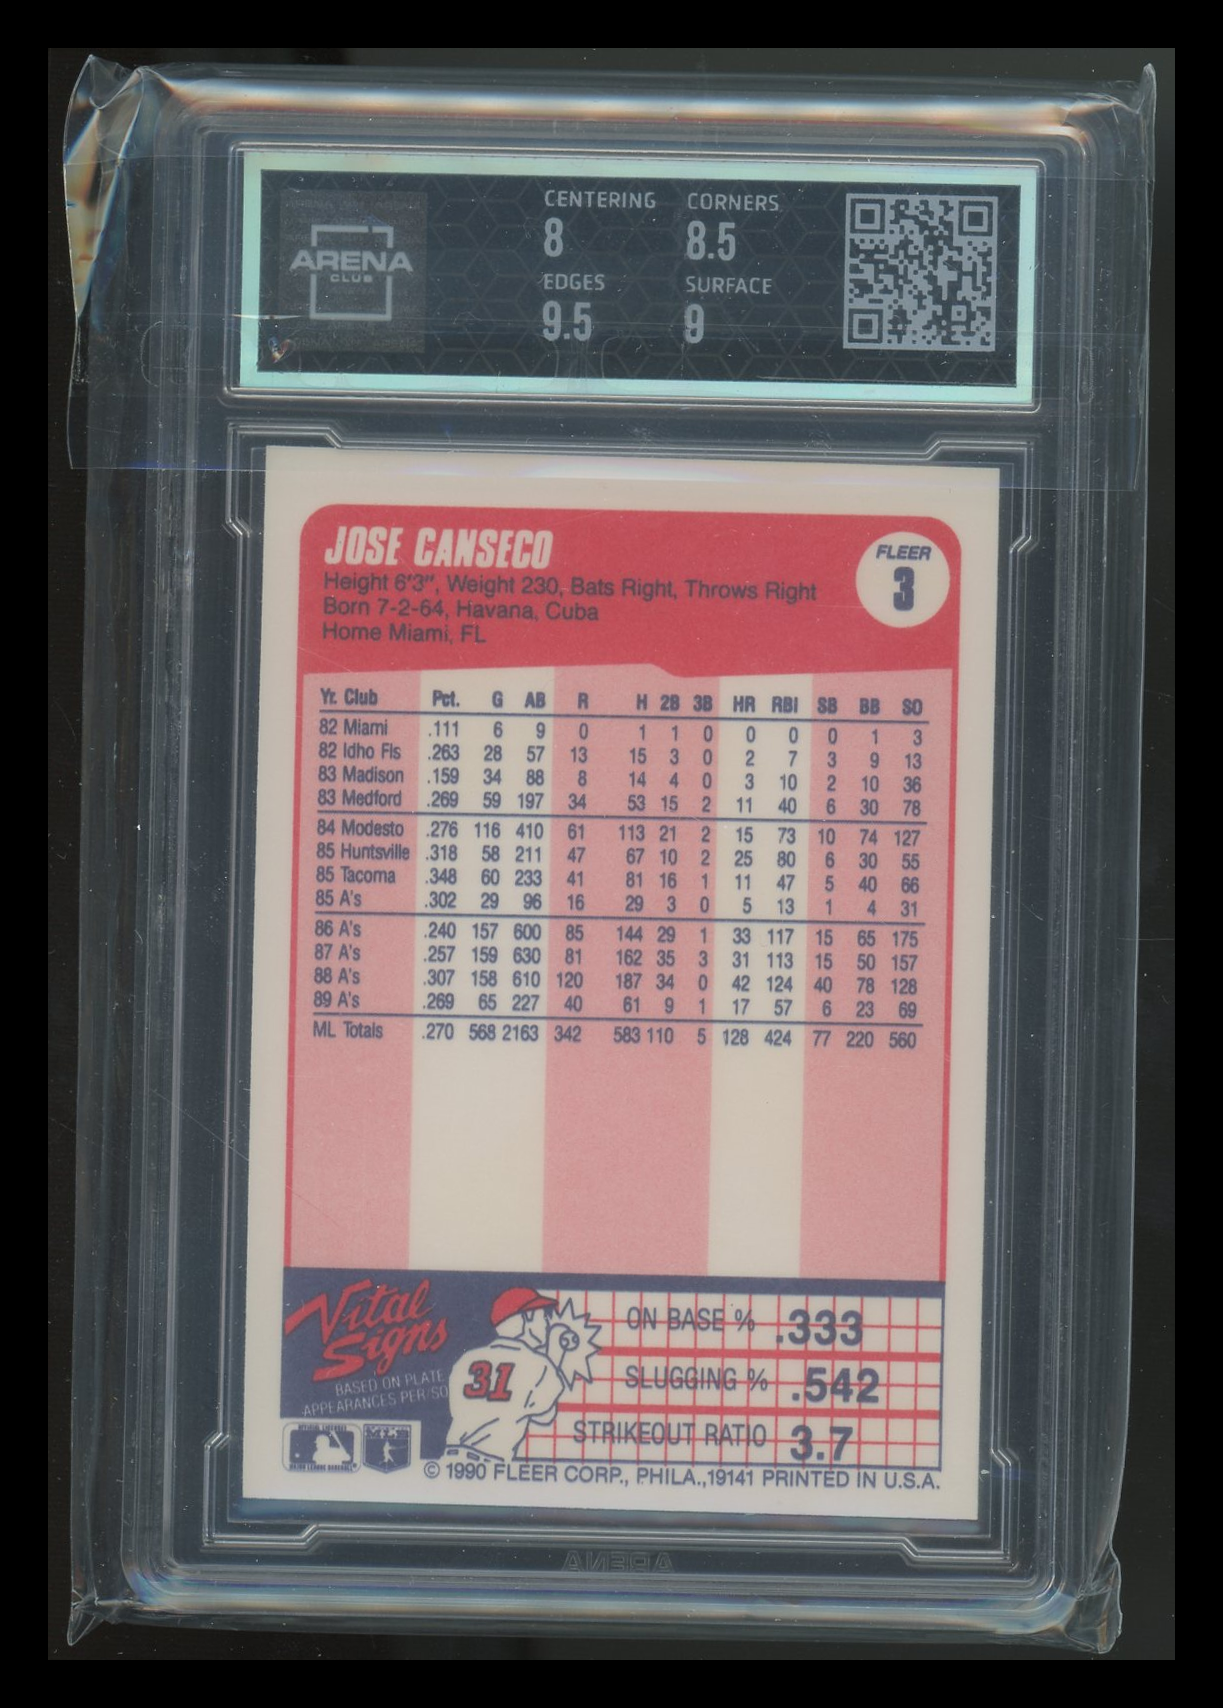 CENTERING CORNERS
8 8.5
EDGES SURFACE
9.5 9
ARENA
CLUB
JOSE CANSECO
FLEER
3
Height 6'3", Weight 230, Bats Right, Throws Right
Born 7-2-64, Havana, Cuba
Home Miami, FL
Yr. Club Pct. G AB R H 2B 3B HR RBI SB BB SO
82 Miami .111 6 9 0 1 1 0 0 0 0 1 3
82 Idho Fls .263 28 57 13 15 3 0 2 7 3 9 13
83 Madison .159 34 88 8 14 4 0 3 10 2 10 36
83 Medford .269 59 197 34 53 15 2 11 40 6 30 78
84 Modesto .276 116 410 61 113 21 2 15 73 10 74 127
85 Huntsville .318 58 211 47 67 10 2 25 80 6 30 55
85 Tacoma .348 60 233 41 81 16 1 11 47 5 40 66
85 A's .302 29 96 16 29 3 0 5 13 1 4 31
86 A's .240 157 600 85 144 29 1 33 117 15 65 175
87 A's .257 159 630 81 162 35 3 31 113 15 50 157
88 A's .307 158 610 120 187 34 0 42 124 40 78 128
89 A's .269 65 227 40 61 9 1 17 57 6 23 69
ML Totals .270 568 2163 342 583 110 5 128 424 77 220 560
Vital
Signs
BASED ON PLATE
APPEARANCES PER SO
31
ON BASE % .333
SLUGGING % .542
STRIKEOUT RATIO 3.7
© 1990 FLEER CORP., PHILA.,19141 PRINTED IN U.S.A.
ARENA